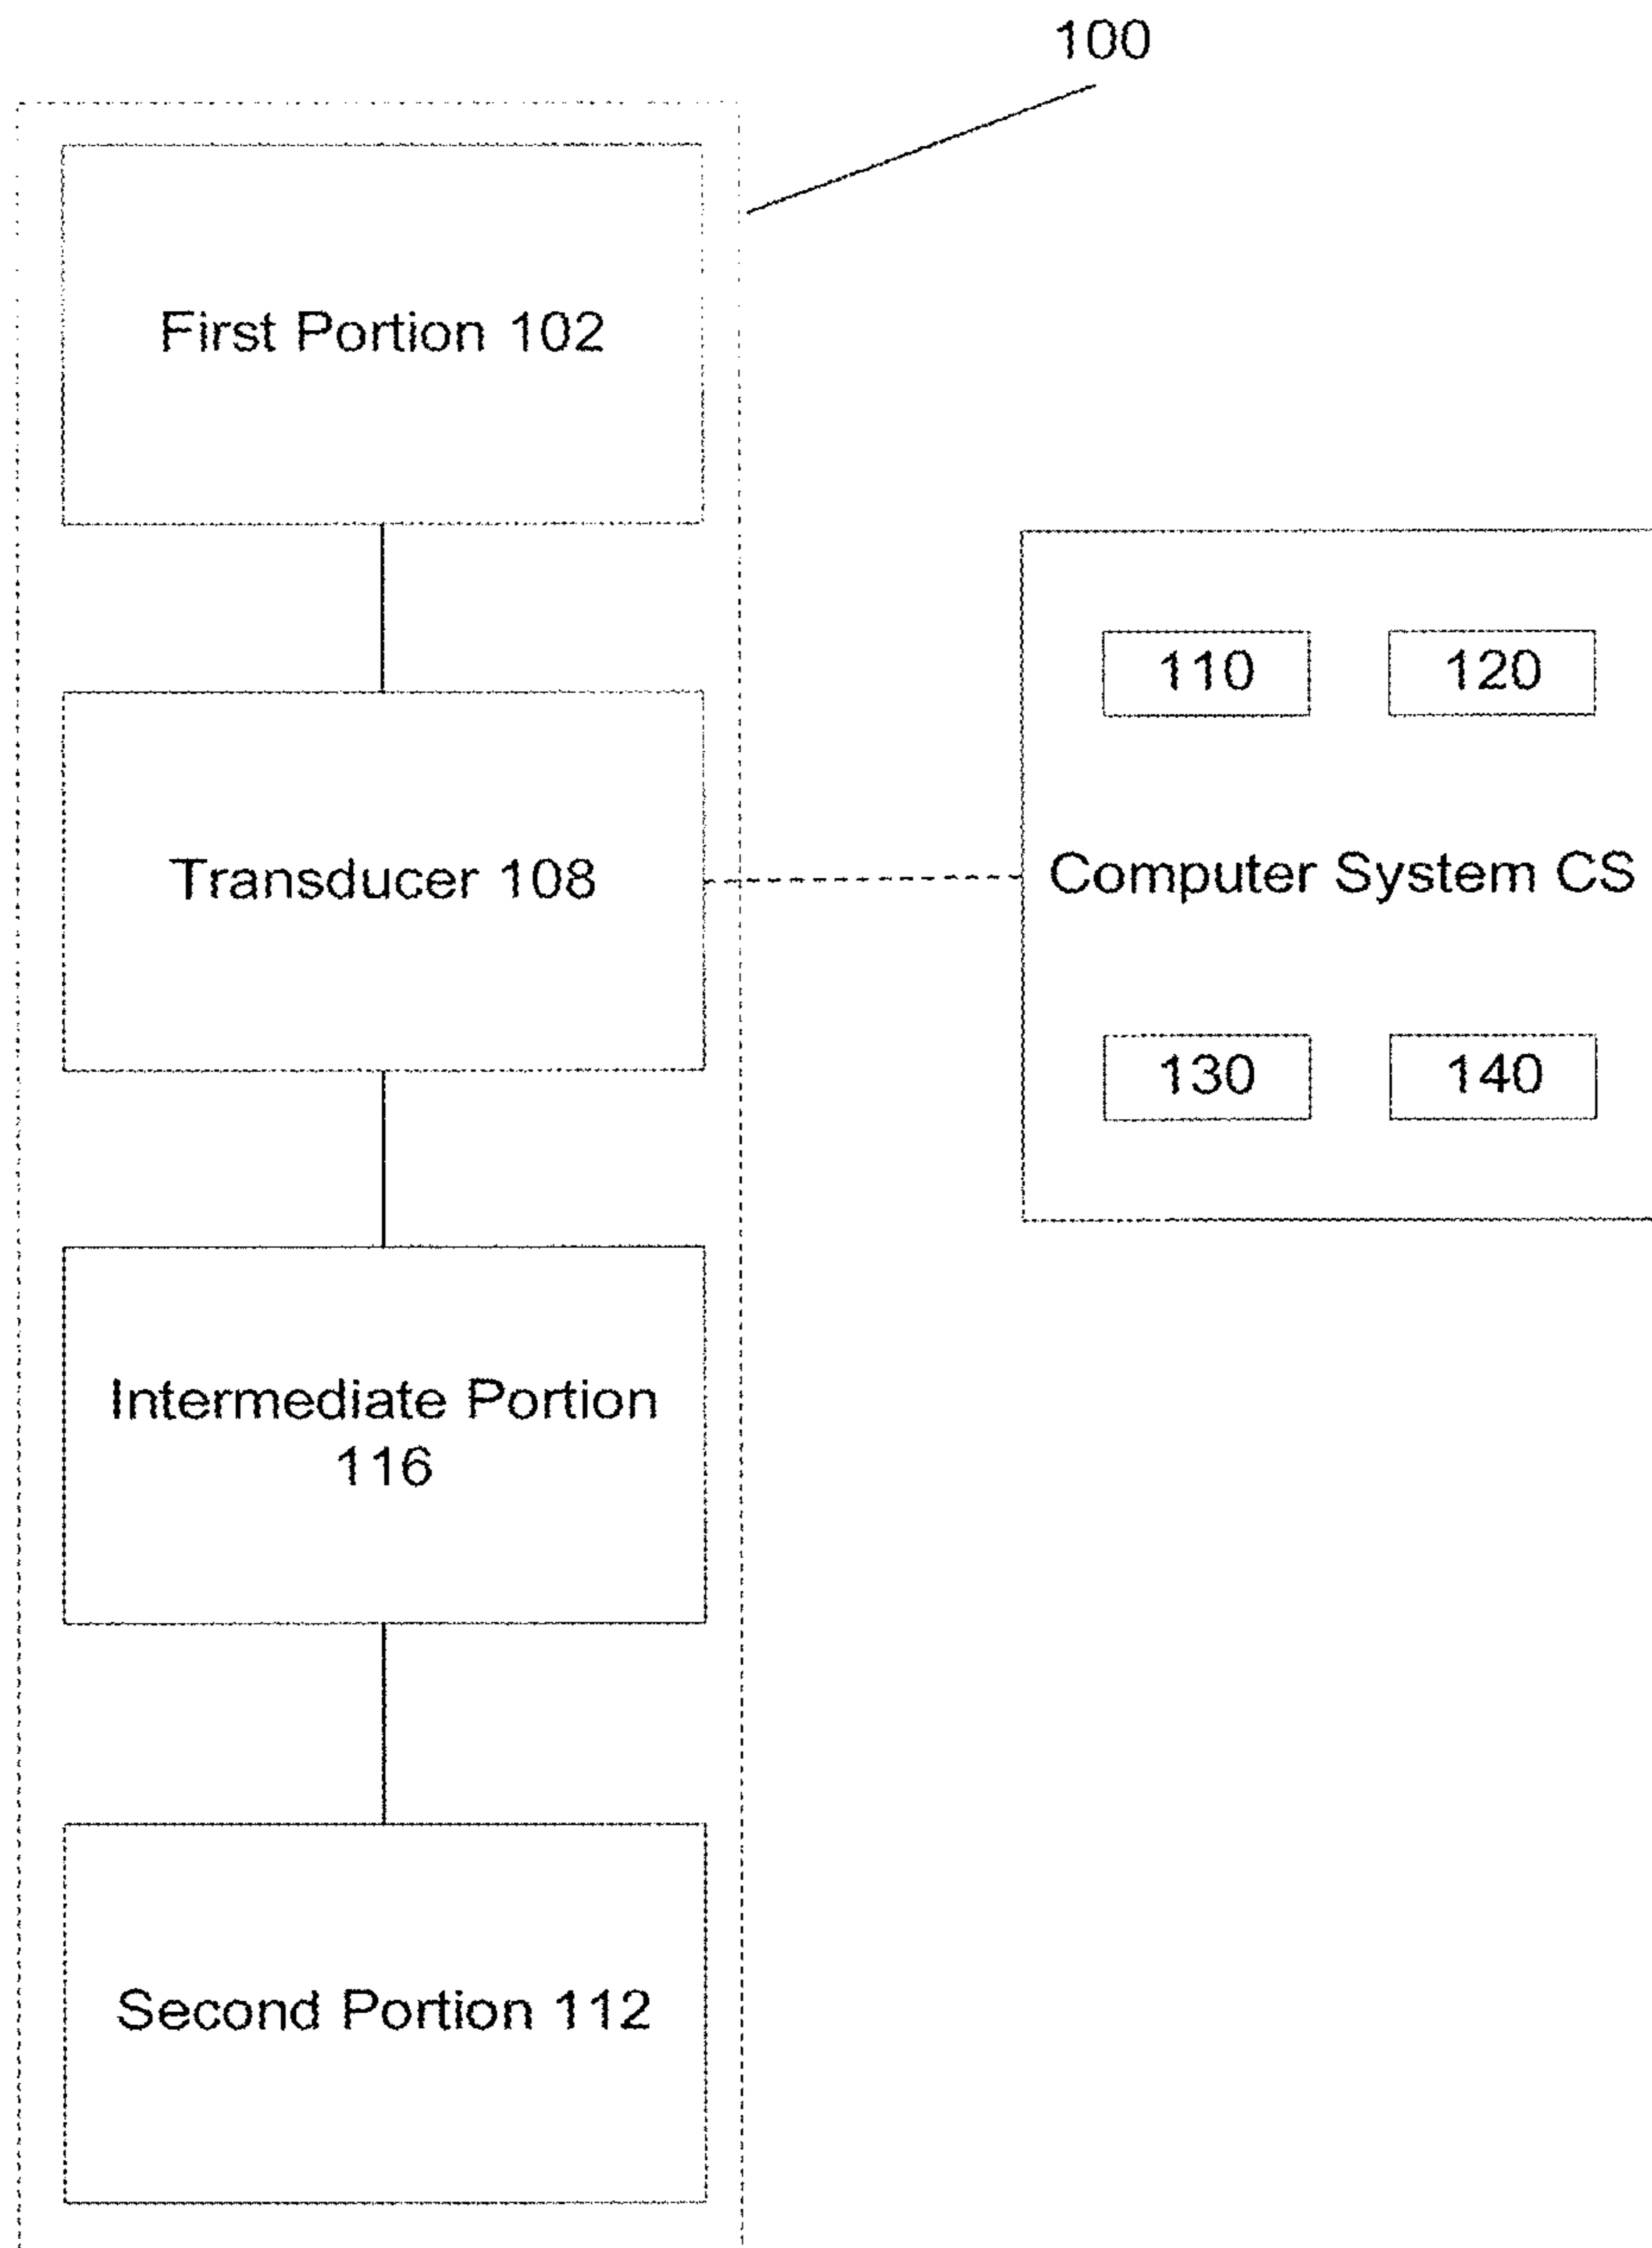 100
First Portion 102
110
120
Transducer 108
Computer System CS
130
140
Intermediate Portion
116
Second Portion 112